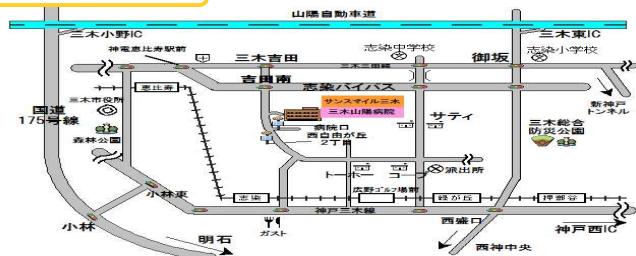 山陽自動車道
三木小野IC
三木東IC
神電恵比寿駅前
三木吉田
三木三田線
志染中学校
御坂
志染小学校
吉田南
志染バイパス
恵比寿
三木市役所
国道
175号線
森林公園
サンスマイル三木
三木山陽病院
病院口
西自由が丘
2丁目
サティ
新神戸
トンネル
三木総合
防災公園
トーホー
コープ
派出所
小林東
志染
広野ゴルフ場前
緑が丘
押部谷
小林
神戸三木線
ガスト
明石
西盛口
西神中央
神戸西IC